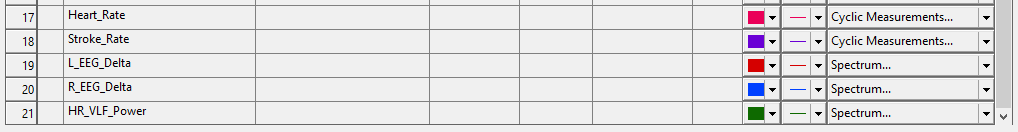 17 Heart_Rate Cyclic Measurements...
18 Stroke_Rate Cyclic Measurements...
19 L_EEG_Delta Spectrum...
20 R_EEG_Delta Spectrum...
21 HR_VLF_Power Spectrum...